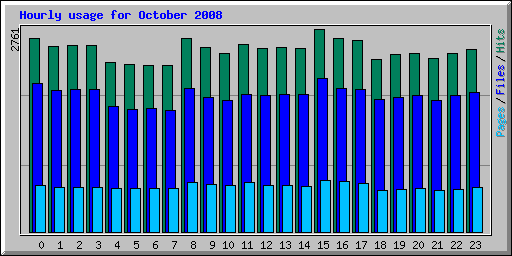 Hourly usage for October 2008
2761
Pages / Files / Hits
0 1 2 3 4 5 6 7 8 9 10 11 12 13 14 15 16 17 18 19 20 21 22 23